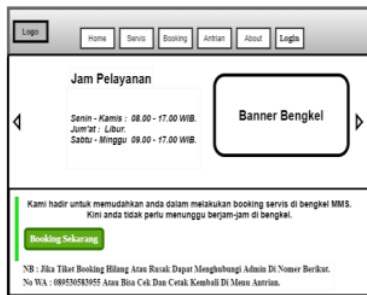 Logo
Home Servis Booking Antrian About Login
Jam Pelayanan
Senin - Kamis : 08.00 - 17.00 WIB.
Jum'at : Libur.
Sabtu - Minggu 09.00 - 17.00 WIB.
Banner Bengkel
Kami hadir untuk memudahkan anda dalam melakukan booking servis di bengkel MMS.
Kini anda tidak perlu menunggu berjam-jam di bengkel.
Booking Sekarang
NB : Jika Tiket Booking Hilang Atau Rusak Dapat Menghubungi Admin Di Nomer Berikut.
No WA : 089530583955 Atau Bisa Cek Dan Cetak Kembali Di Menu Antrian.